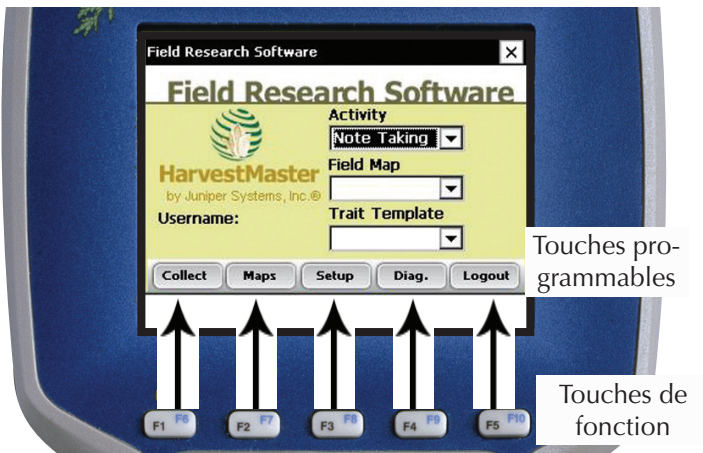 Field Research Software
Field Research Software
Activity
Note Taking
HarvestMaster
by Juniper Systems, Inc.®
Field Map
Username:
Trait Template
Collect Maps Setup Diag. Logout
Touches pro-
grammables
F1 F6 F2 F7 F3 F8 F4 F9 F5 F10
Touches de
fonction